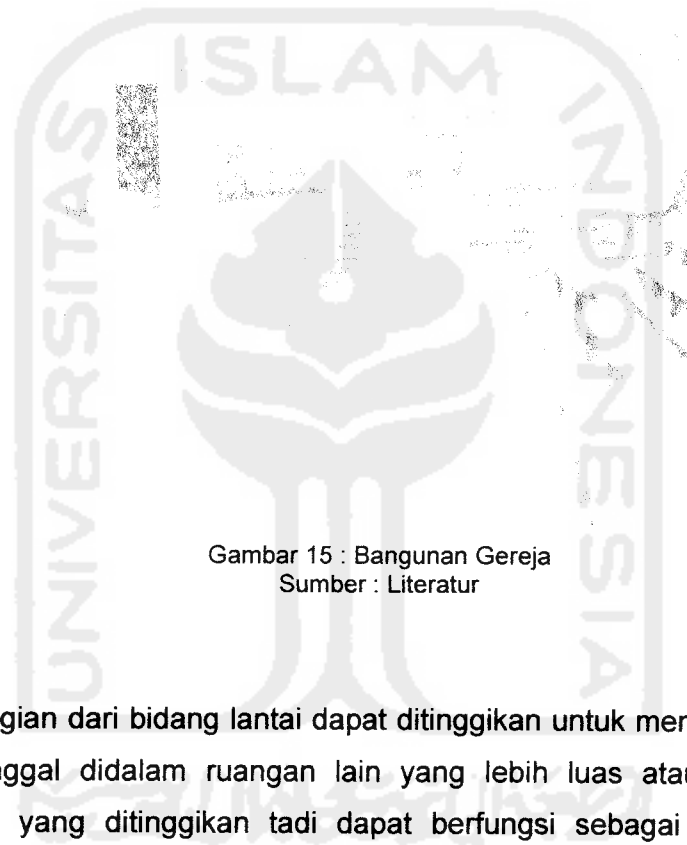 ISLAM
UNIVERSITAS
INDONESIA
Gambar 15 : Bangunan Gereja
Sumber : Literatur
gian dari bidang lantai dapat ditinggikan untuk mer
nggal didalam ruangan lain yang lebih luas atar
yang ditinggikan tadi dapat berfungsi sebagai